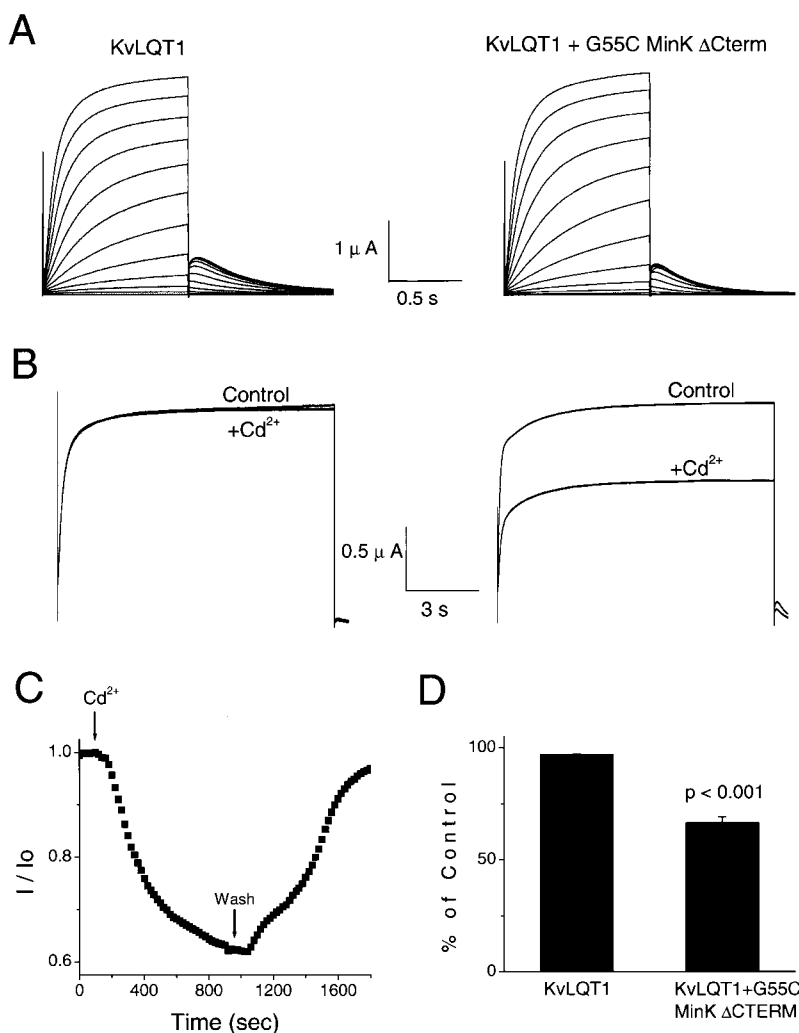 A
KvLQT1
KvLQT1 + G55C MinK ΔCterm
1 μ A
0.5 s
B
Control
+Cd²⁺
Control
+Cd²⁺
0.5 μ A
3 s
C
Cd²⁺
1.0
0.8
0.6
I / Io
Wash
0
400
800
1200
1600
Time (sec)
D
100
50
0
% of Control
p < 0.001
KvLQT1
KvLQT1+G55C
MinK ΔCTERM